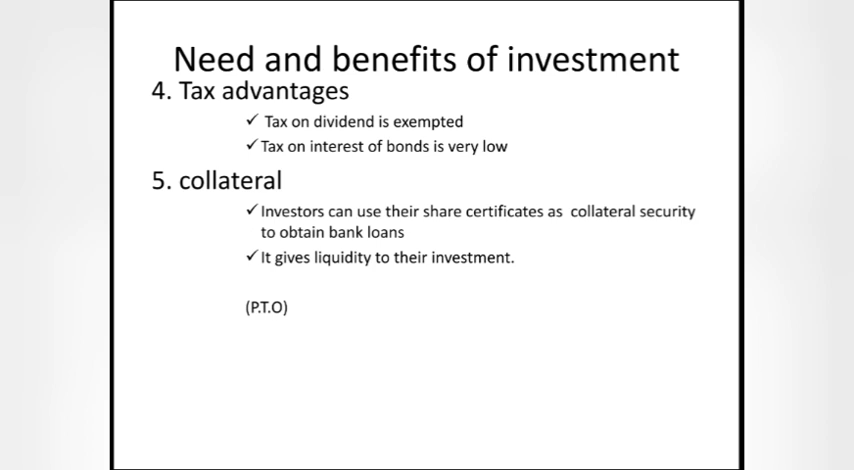 Need and benefits of investment
4. Tax advantages
✓ Tax on dividend is exempted
✓ Tax on interest of bonds is very low
5. collateral
✓ Investors can use their share certificates as collateral security
to obtain bank loans
✓ It gives liquidity to their investment.
(P.T.O)